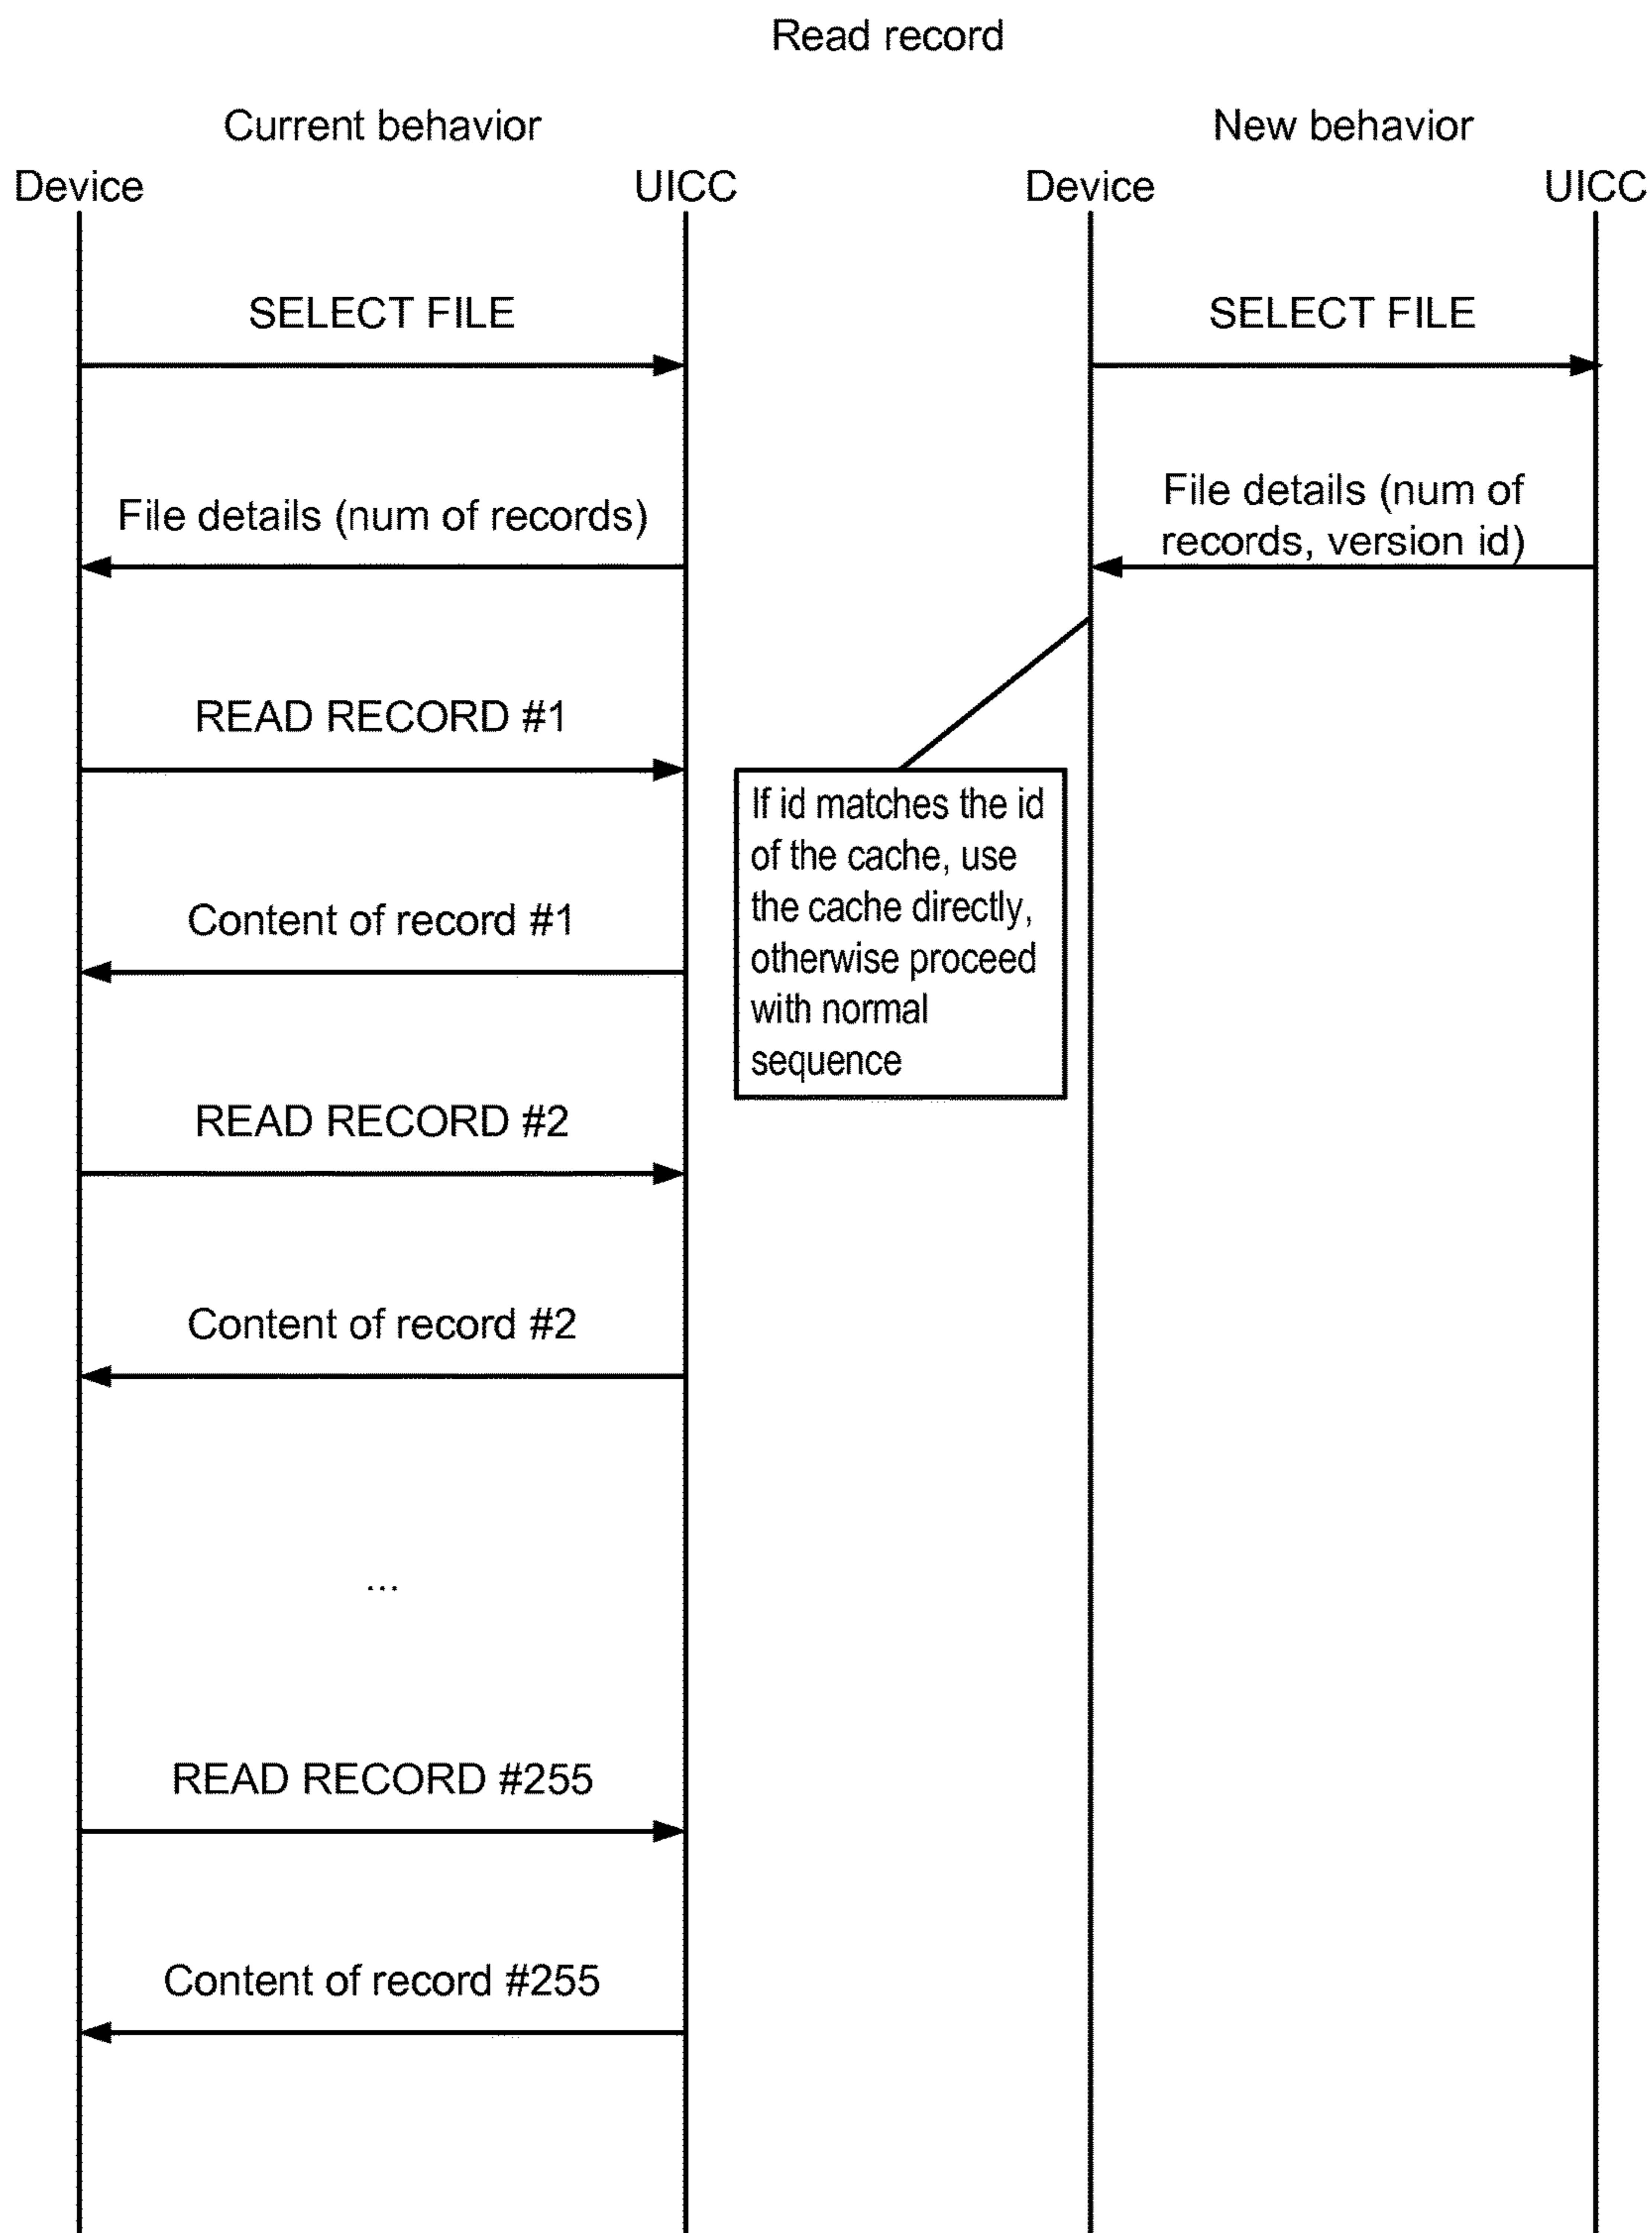 Read record
Current behavior
New behavior
Device
UICC
Device
UICC
SELECT FILE
SELECT FILE
File details (num of records)
File details (num of
records, version id)
READ RECORD #1
If id matches the id
of the cache, use
the cache directly,
otherwise proceed
with normal
sequence
Content of record #1
READ RECORD #2
Content of record #2
...
READ RECORD #255
Content of record #255